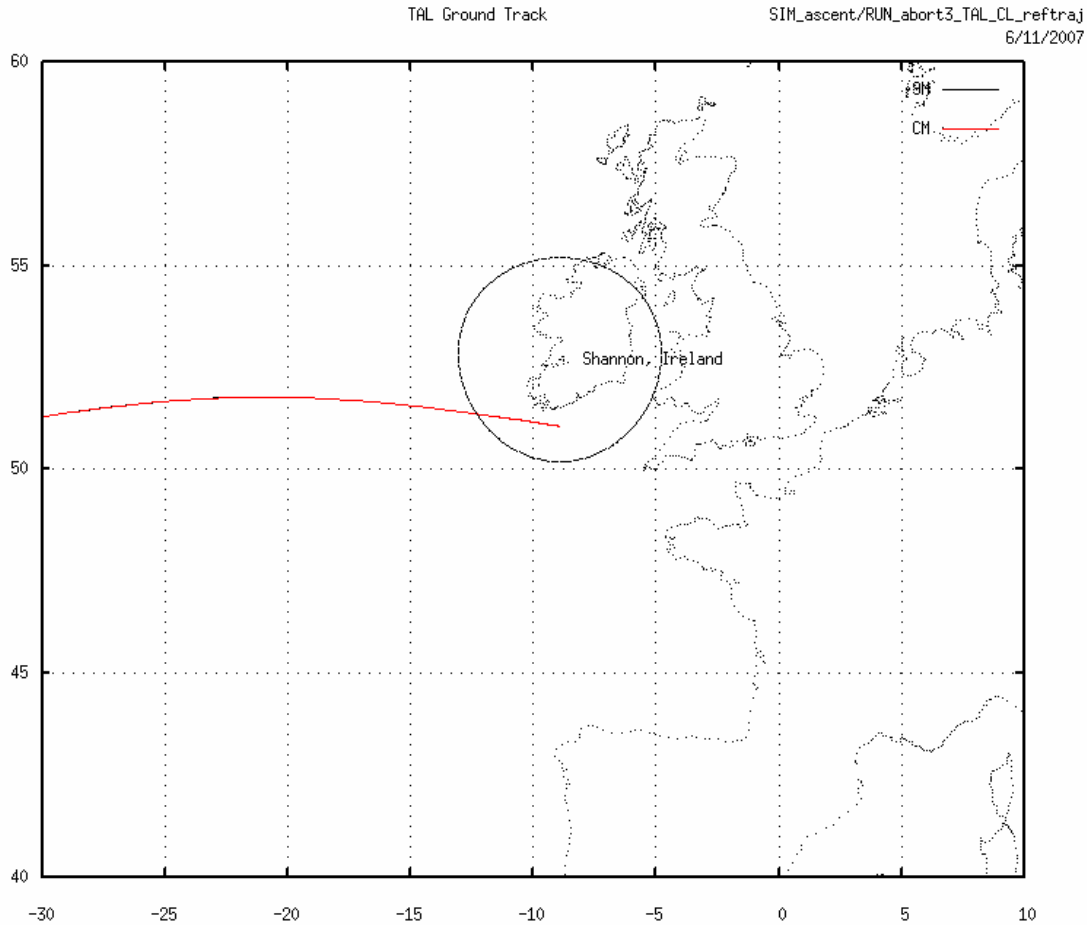 TAL Ground Track
SIM_ascent/RUN_abort3_TAL_CL_reftraj
6/11/2007
60
SM
CM
55
Shannon, Ireland
50
45
40
-30 -25 -20 -15 -10 -5 0 5 10